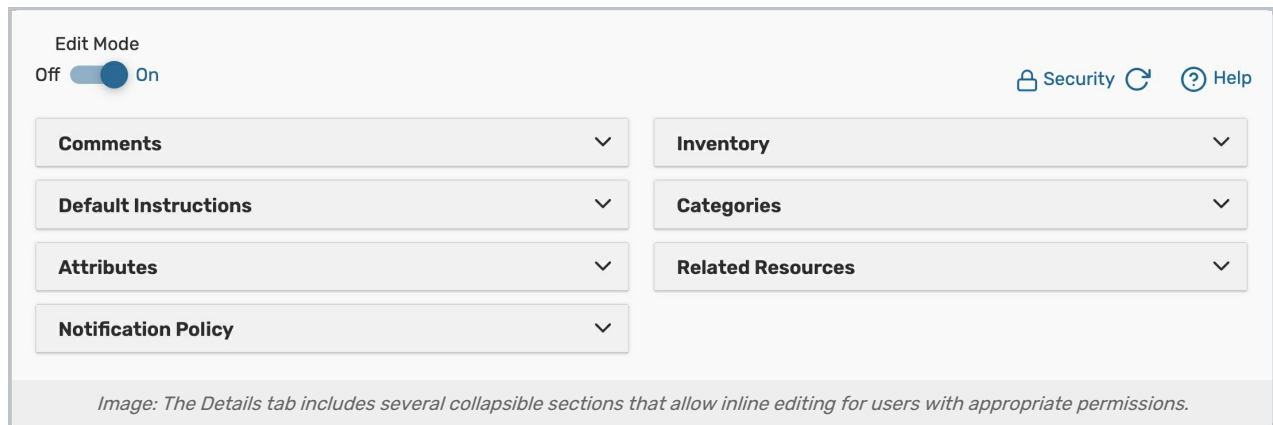 Edit Mode
Off On
Security Help
Comments
Inventory
Default Instructions
Categories
Attributes
Related Resources
Notification Policy
Image: The Details tab includes several collapsible sections that allow inline editing for users with appropriate permissions.